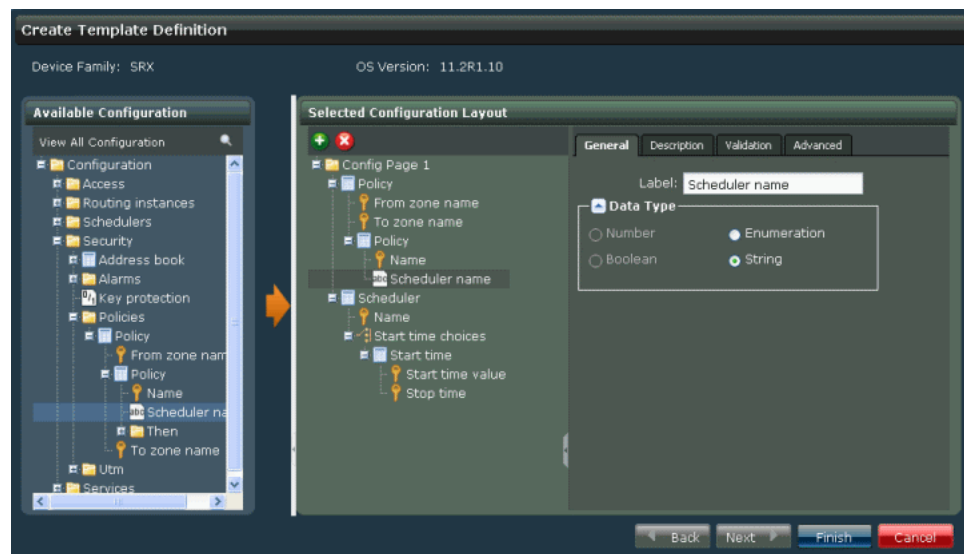 Create Template Definition
Device Family: SRX
OS Version: 11.2R1.10
Available Configuration
View All Configuration
Configuration
Access
Routing instances
Schedulers
Security
Address book
Alarms
Key protection
Policies
Policy
From zone nam
Policy
Name
abc Scheduler na
Then
To zone name
Utm
Services
Selected Configuration Layout
Config Page 1
Policy
From zone name
To zone name
Policy
Name
abc Scheduler name
Scheduler
Name
Start time choices
Start time
Start time value
Stop time
General Description Validation Advanced
Label: Scheduler name
Data Type
Number Enumeration
Boolean String
Back Next Finish Cancel